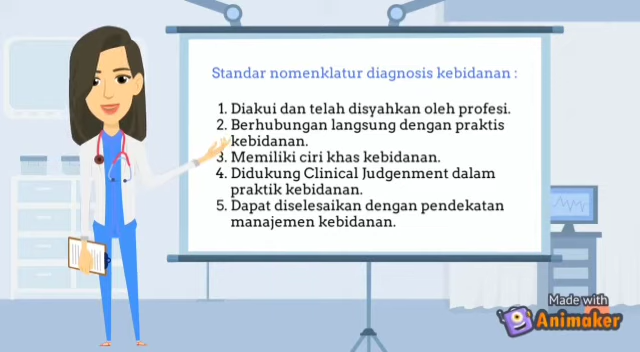 Standar nomenklatur diagnosis kebidanan :
1. Diakui dan telah disyahkan oleh profesi.
2. Berhubungan langsung dengan praktis
kebidanan.
3. Memiliki ciri khas kebidanan.
4. Didukung Clinical Judgenment dalam
praktik kebidanan.
5. Dapat diselesaikan dengan pendekatan
manajemen kebidanan.
Made with
Animaker